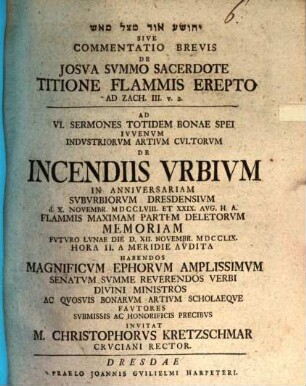 6.
יהושע אוד מצל מאש
SIVE
COMMENTATIO BREVIS
DE
JOSVA SVMMO SACERDOTE
TITIONE FLAMMIS EREPTO
AD ZACH. III. v. 2.
AD
VI. SERMONES TOTIDEM BONAE SPEI
IVVENVM
INDVSTRIORVM ARTIVM CVLTORVM
DE
INCENDIIS VRBIVM
IN ANNIVERSARIAM
SVBVRBIORVM DRESDENSIVM
d. X. NOVEMBR. MDCCLVIII. ET XXIX. AVG. H. A.
FLAMMIS MAXIMAM PARTEM DELETORVM
MEMORIAM
FVTVRO LVNAE DIE D. XII. NOVEMBR. MDCCLIX.
HORA II. A MERIDIE AVDITA
HABENDOS
MAGNIFICVM EPHORVM AMPLISSIMVM
SENATVM SVMME REVERENDOS VERBI
DIVINI MINISTROS
AC QVOSVIS BONARVM ARTIVM SCHOLAEQVE
FAVTORES
SVBMISSIS AC HONORIFICIS PRECIBVS
INVITAT
M. CHRISTOPHORVS KRETZSCHMAR
CRVCIANI RECTOR.
DRESDAE
PRAELO JOANNIS GVILIELMI HARPETERI.